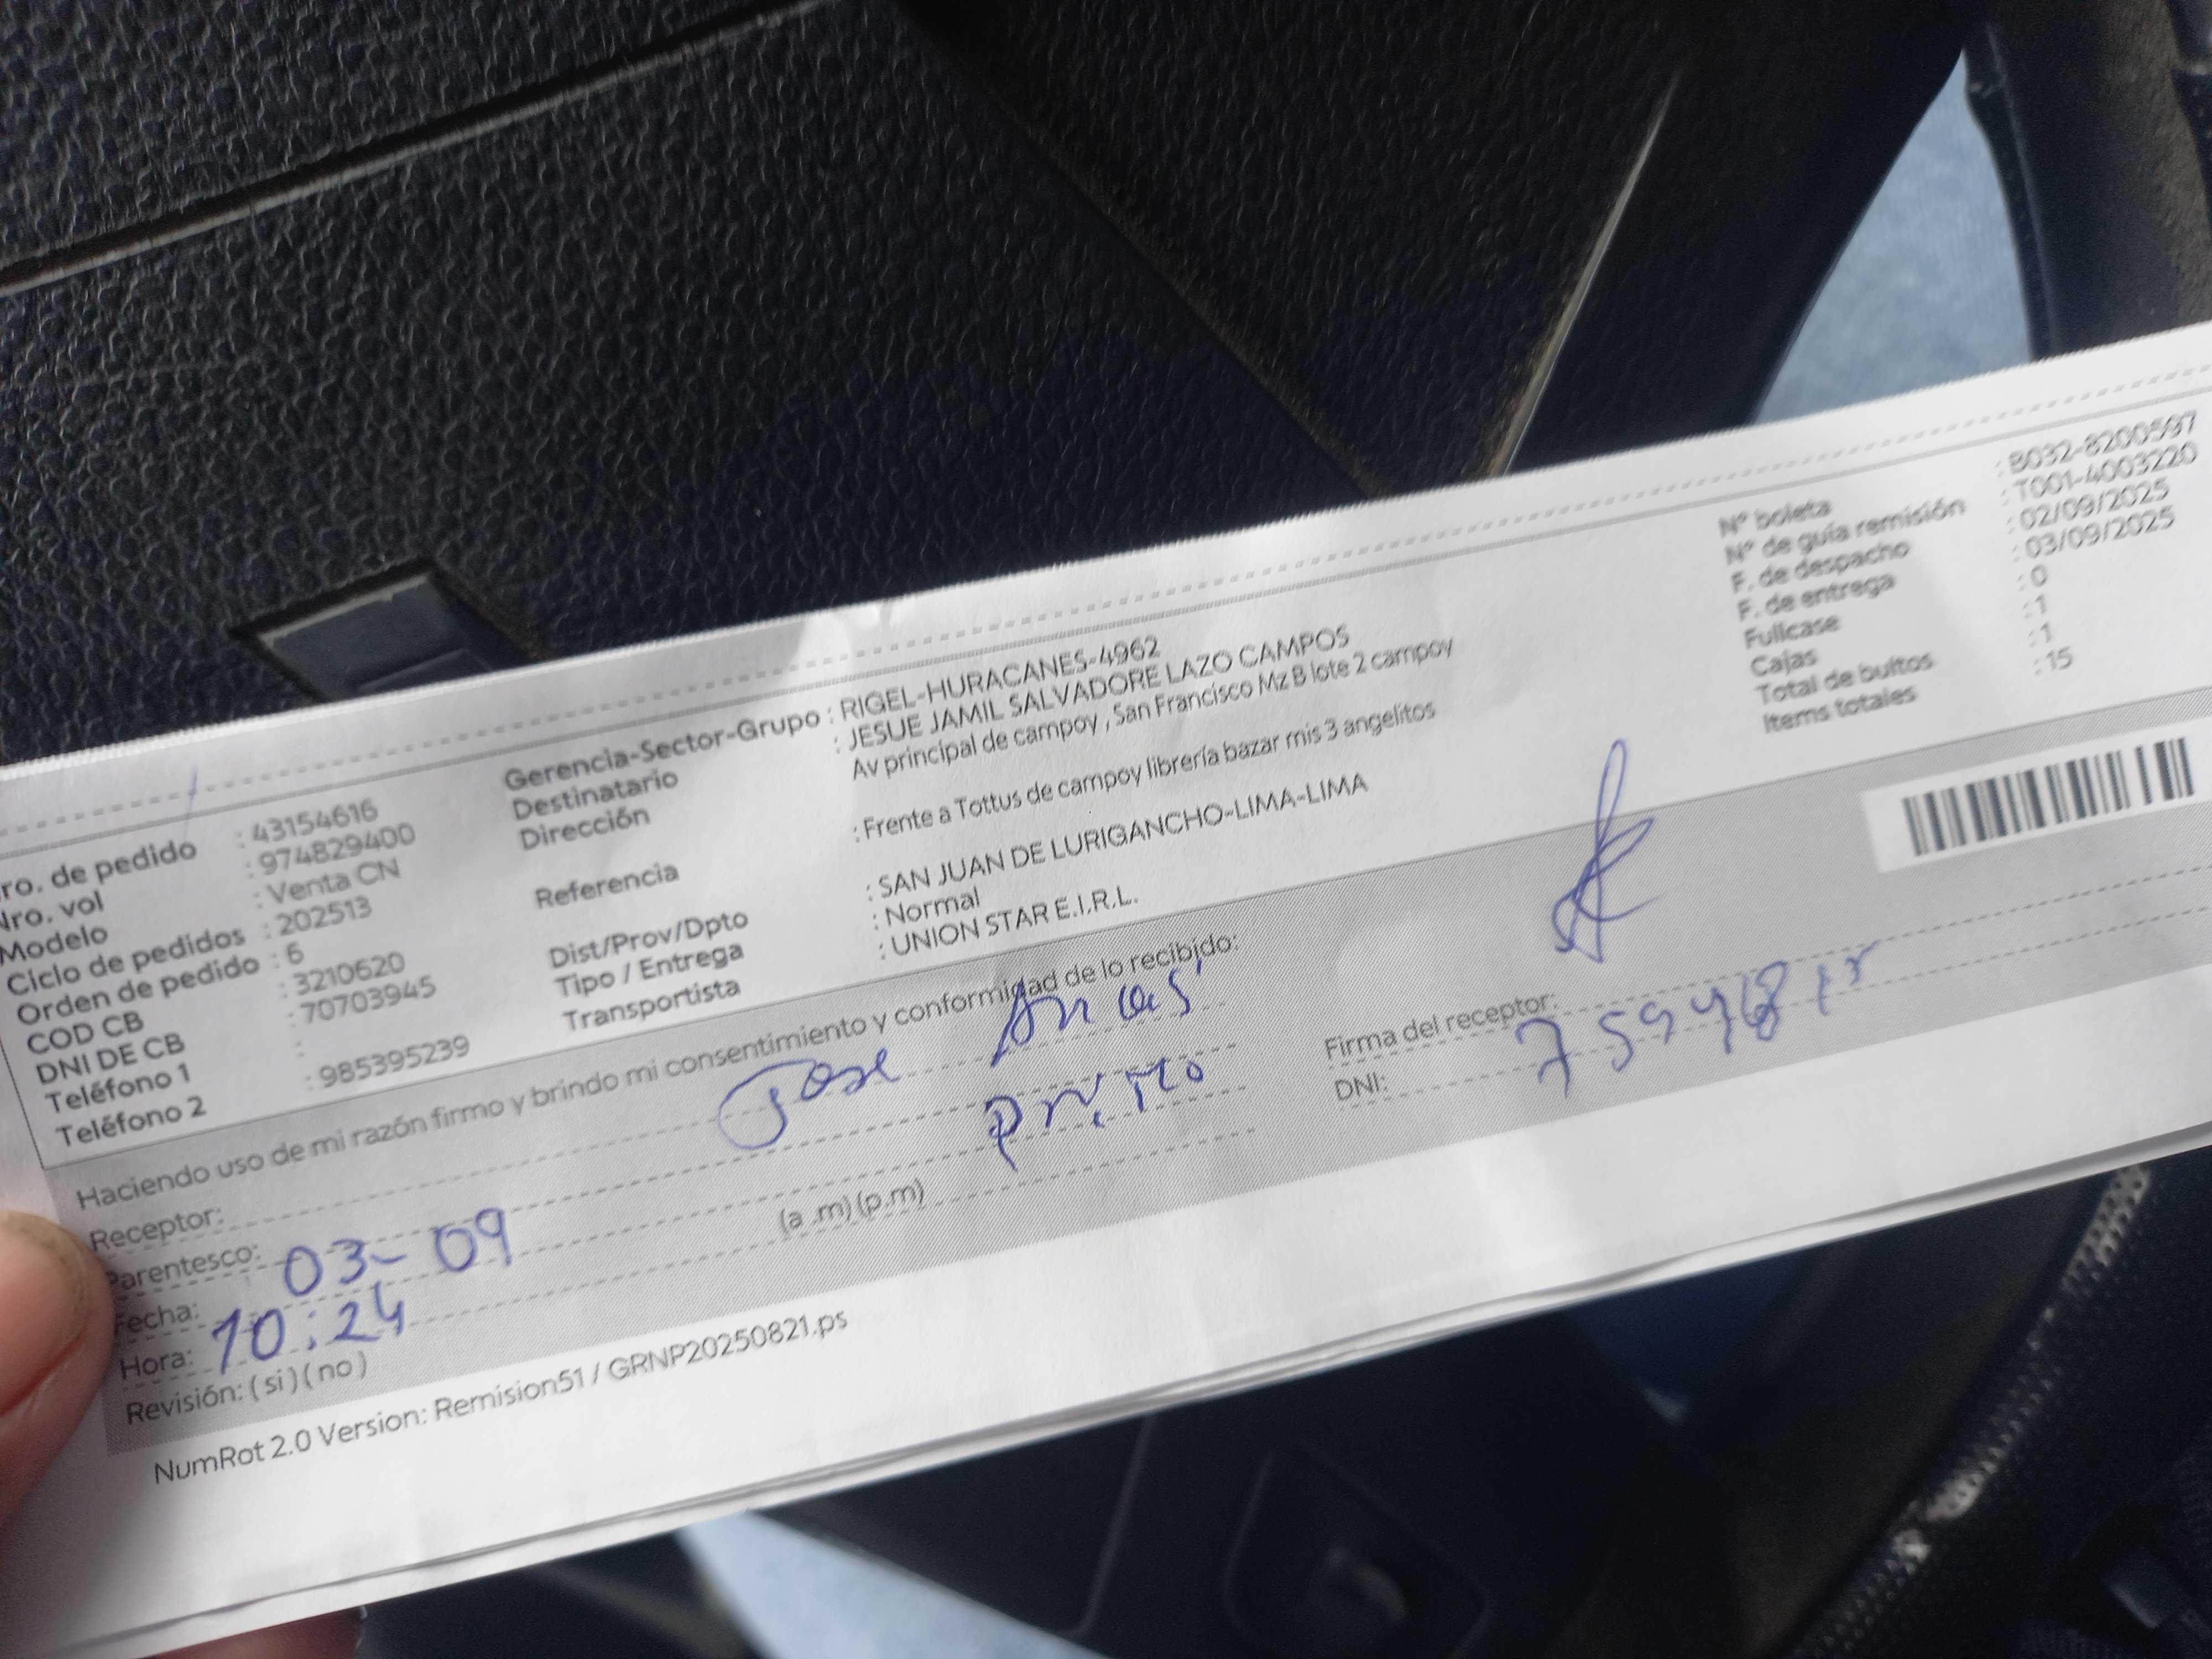 ro. de pedido : 43154616
Nro. vol : 974829400
Modelo : Venta CN
Ciclo de pedidos : 202513
Orden de pedido : 6
COD CB : 3210620
DNI DE CB : 70703945
Teléfono 1 :
Teléfono 2 : 985395239
Gerencia-Sector-Grupo : RIGEL-HURACANES-4962
Destinatario : JESUE JAMIL SALVADORE LAZO CAMPOS
Dirección Av principal de campoy , San Francisco Mz B lote 2 campoy
Referencia : Frente a Tottus de campoy librería bazar mis 3 angelitos
Dist/Prov/Dpto : SAN JUAN DE LURIGANCHO-LIMA-LIMA
Tipo / Entrega : Normal
Transportista : UNION STAR E.I.R.L.
N° boleta : B032-8200597
N° de guía remisión : T001-4003220
F. de despacho : 02/09/2025
F. de entrega : 03/09/2025
Fullcase : 0
Cajas : 1
Total de bultos : 1
Items totales : 15
Haciendo uso de mi razón firmo y brindo mi consentimiento y conformidad de lo recibido:
Receptor: Jose
Parentesco: primo
Fecha: 03-09
Hora: 10:24 (a .m) (p.m)
Revisión: ( si ) ( no )
Firma del receptor:
DNI:
NumRot 2.0 Version: Remision51 / GRNP20250821.ps